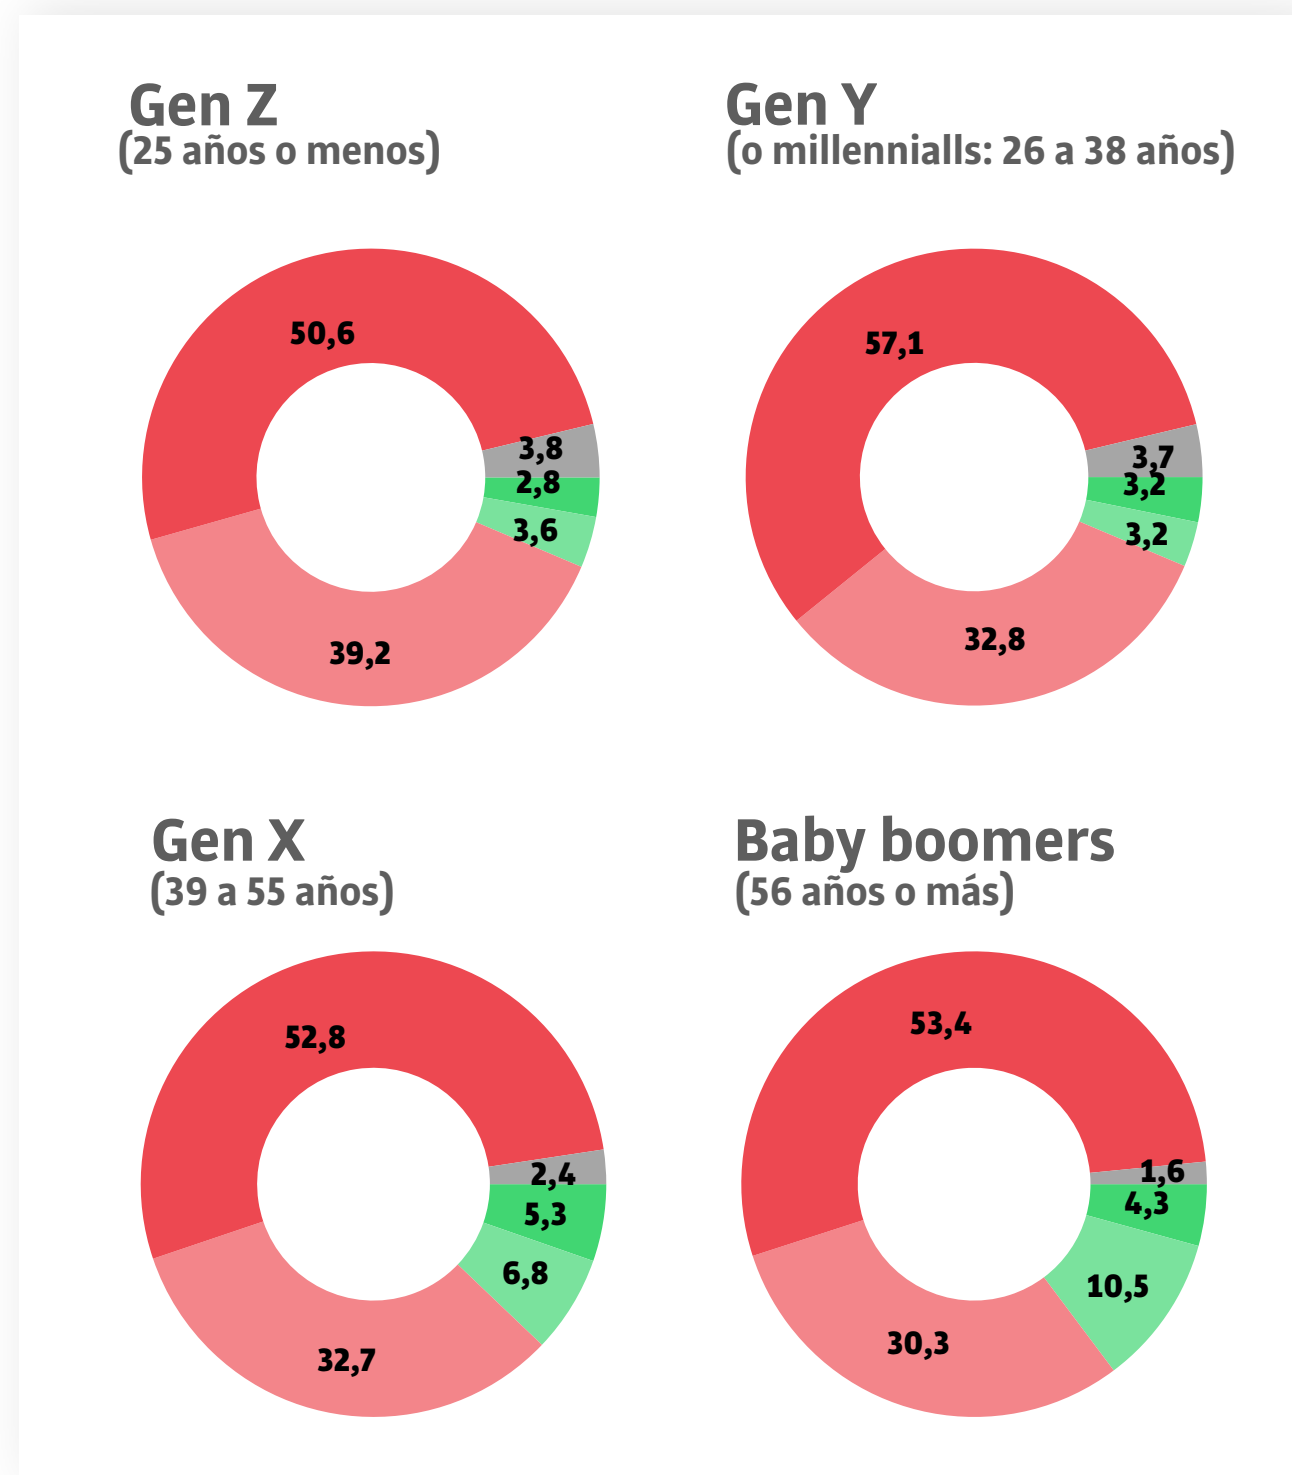 Gen Z
(25 años o menos)
50,6
3,8
2,8
3,6
39,2
Gen Y
(o millennialls: 26 a 38 años)
57,1
3,7
3,2
3,2
32,8
Gen X
(39 a 55 años)
52,8
2,4
5,3
6,8
32,7
Baby boomers
(56 años o más)
53,4
1,6
4,3
10,5
30,3